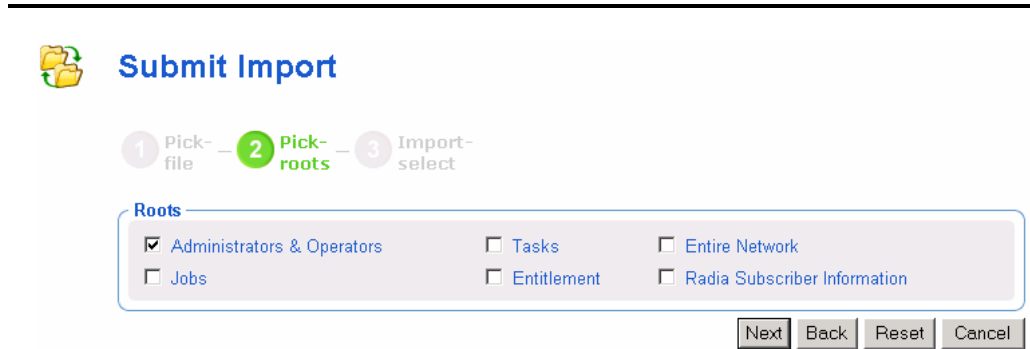 Submit Import
1 Pick-file – 2 Pick-roots – 3 Import-select
Roots
Administrators & Operators Tasks Entire Network
Jobs Entitlement Radia Subscriber Information
Next Back Reset Cancel